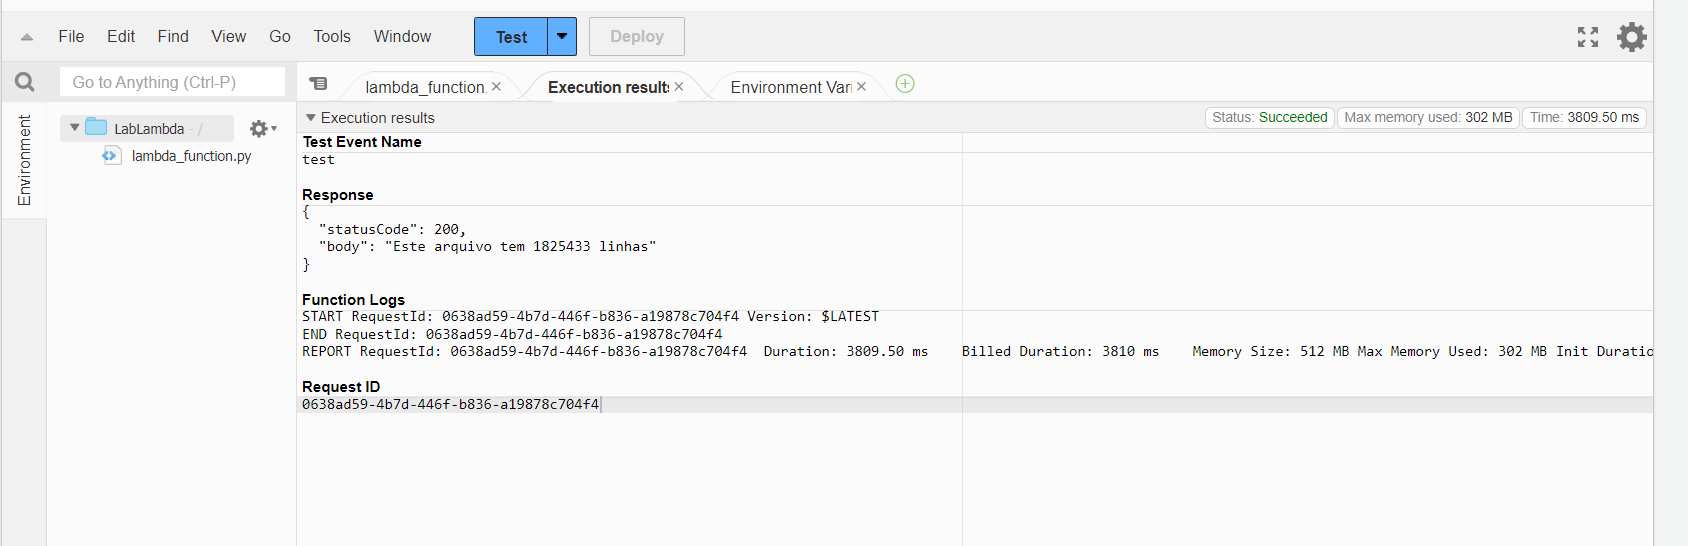 File Edit Find View Go Tools Window Test Deploy
Go to Anything (Ctrl-P)
lambda_function. Execution results Environment Vari
Environment
LabLambda - /
lambda_function.py
Execution results
Status: Succeeded Max memory used: 302 MB Time: 3809.50 ms
Test Event Name
test
Response
{
"statusCode": 200,
"body": "Este arquivo tem 1825433 linhas"
}
Function Logs
START RequestId: 0638ad59-4b7d-446f-b836-a19878c704f4 Version: $LATEST
END RequestId: 0638ad59-4b7d-446f-b836-a19878c704f4
REPORT RequestId: 0638ad59-4b7d-446f-b836-a19878c704f4 Duration: 3809.50 ms Billed Duration: 3810 ms Memory Size: 512 MB Max Memory Used: 302 MB Init Duratio
Request ID
0638ad59-4b7d-446f-b836-a19878c704f4